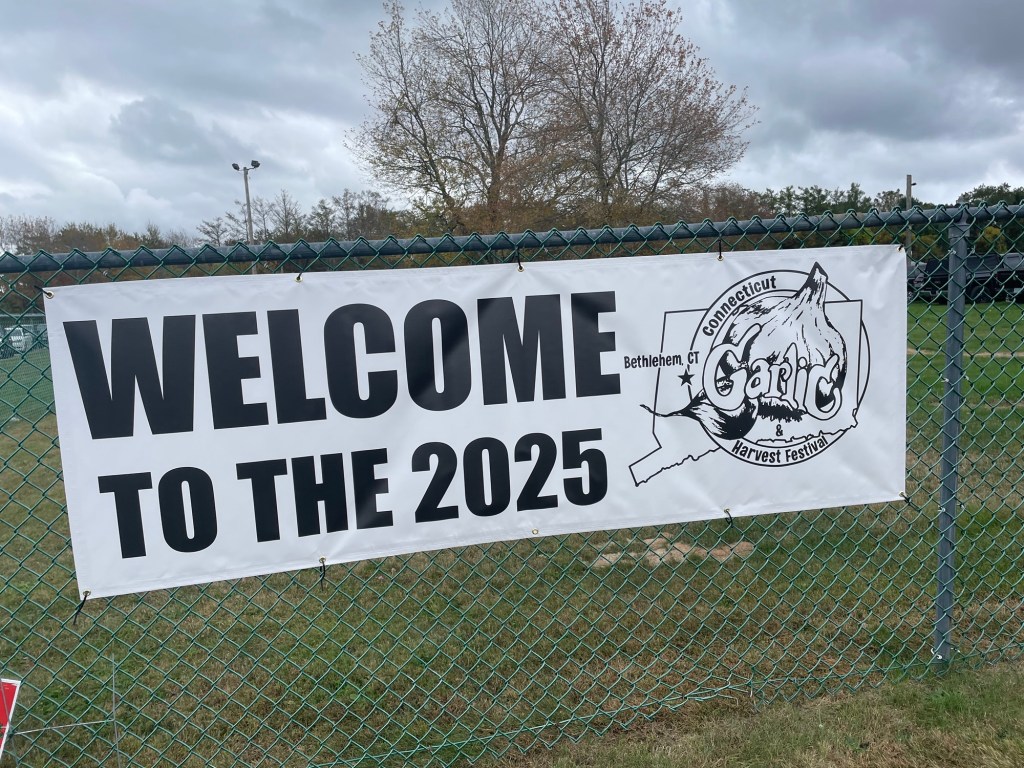 WELCOME
TO THE 2025
Connecticut
Bethlehem, CT
Garlic
&
Harvest Festival